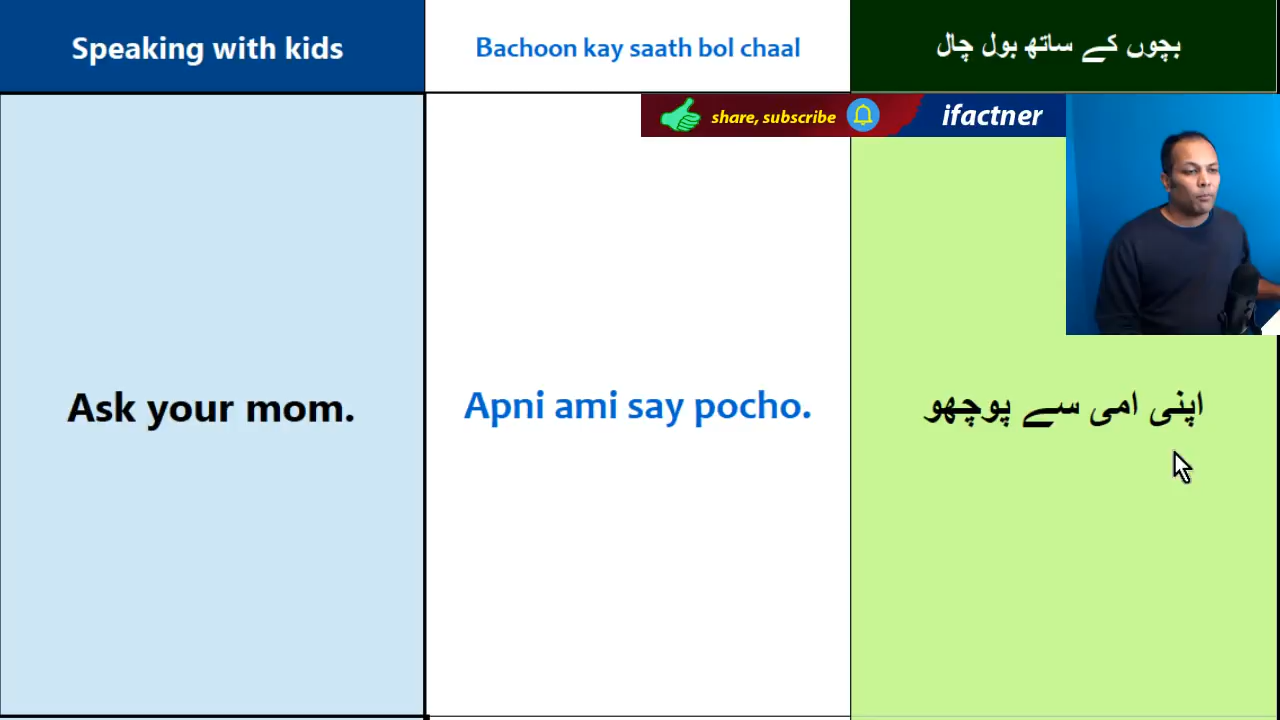 Speaking with kids
Bachoon kay saath bol chaal
بچوں کے ساتھ بول چال
share, subscribe
ifactner
Ask your mom.
Apni ami say pocho.
اپنی امی سے پوچھو